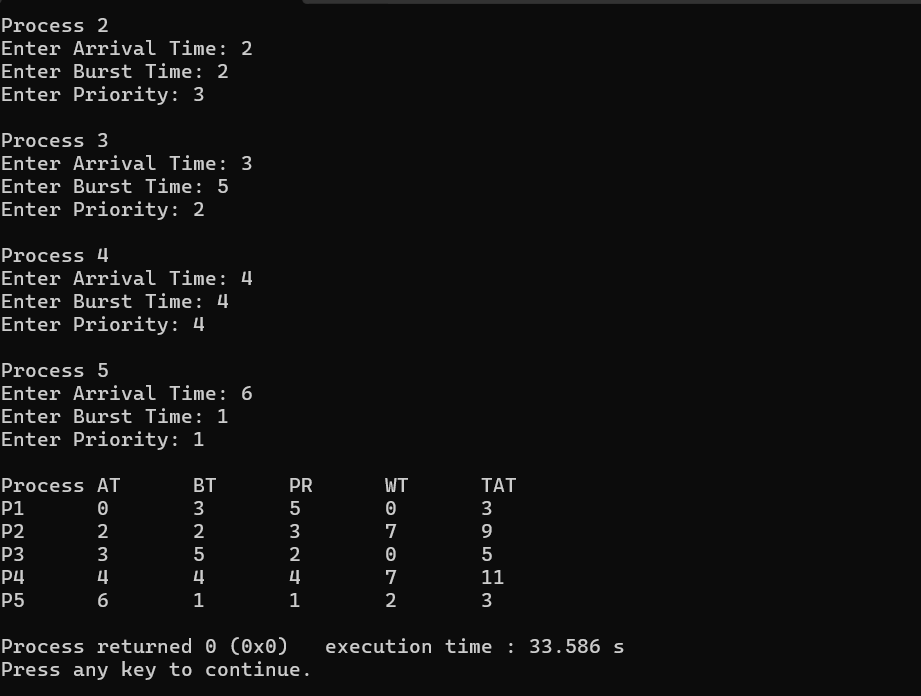 Process 2
Enter Arrival Time: 2
Enter Burst Time: 2
Enter Priority: 3

Process 3
Enter Arrival Time: 3
Enter Burst Time: 5
Enter Priority: 2

Process 4
Enter Arrival Time: 4
Enter Burst Time: 4
Enter Priority: 4

Process 5
Enter Arrival Time: 6
Enter Burst Time: 1
Enter Priority: 1

Process AT      BT      PR      WT      TAT
P1      0       3       5       0       3
P2      2       2       3       7       9
P3      3       5       2       0       5
P4      4       4       4       7       11
P5      6       1       1       2       3

Process returned 0 (0x0)   execution time : 33.586 s
Press any key to continue.